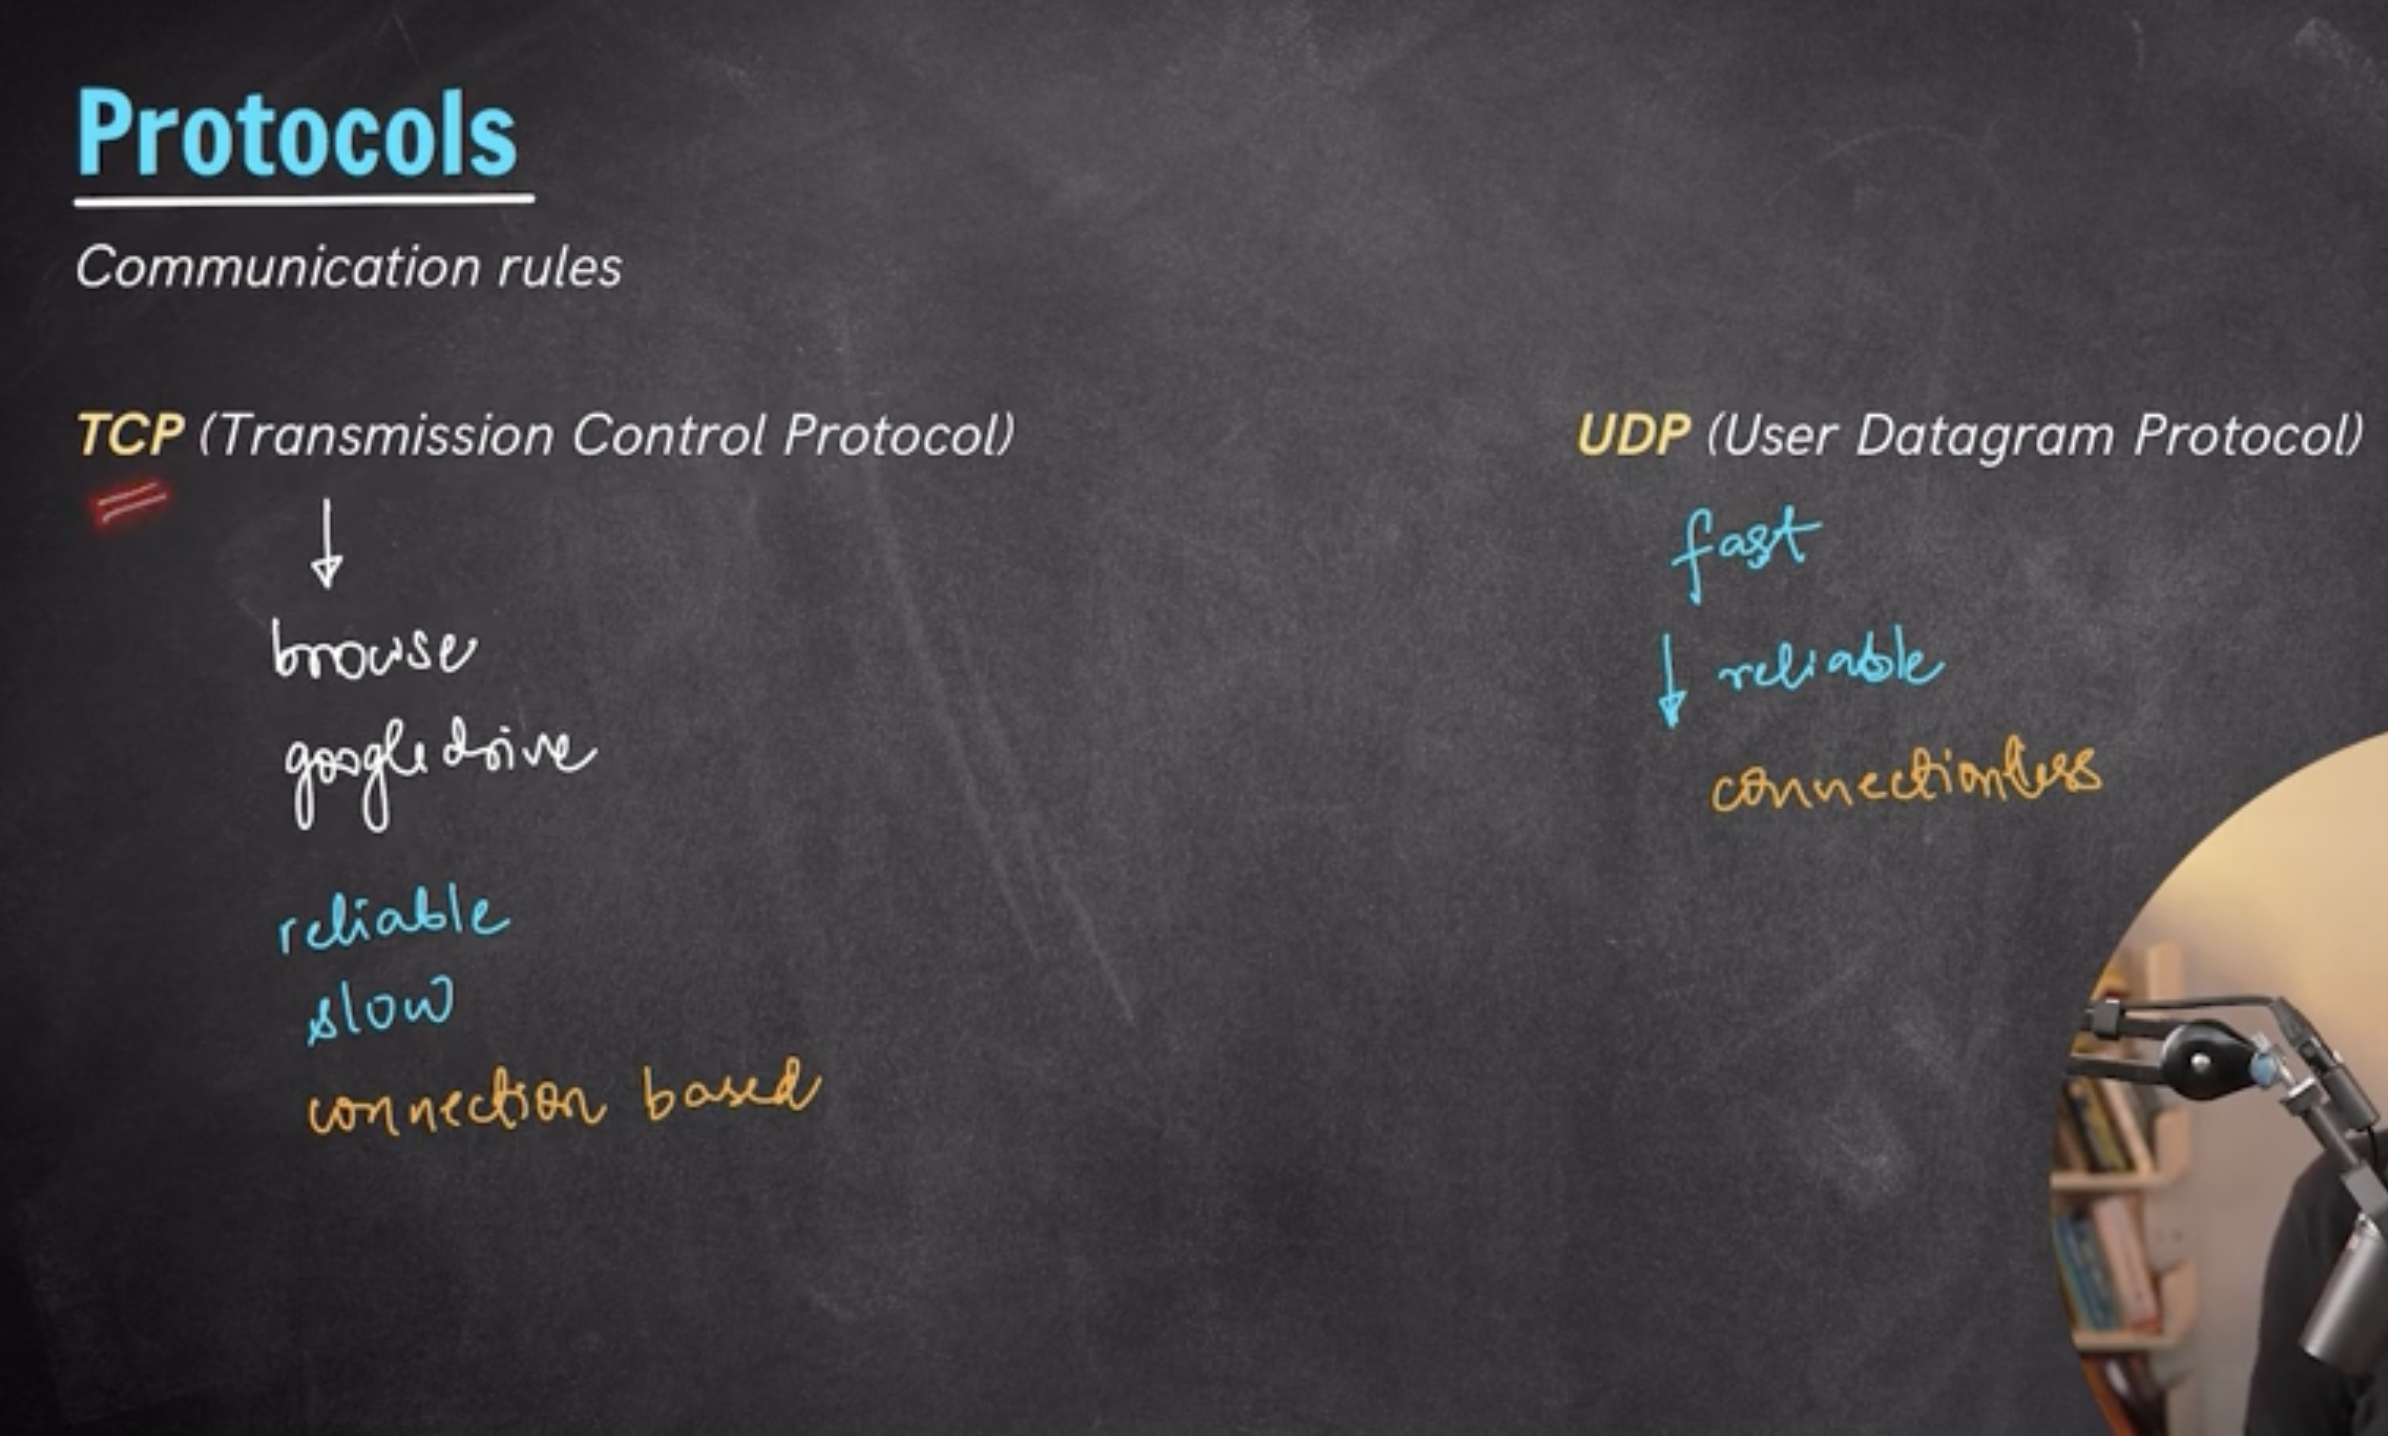 Protocols
Communication rules
TCP (Transmission Control Protocol)
browse
google drive
reliable
slow
connection based
UDP (User Datagram Protocol)
fast
↓ reliable
connectionless